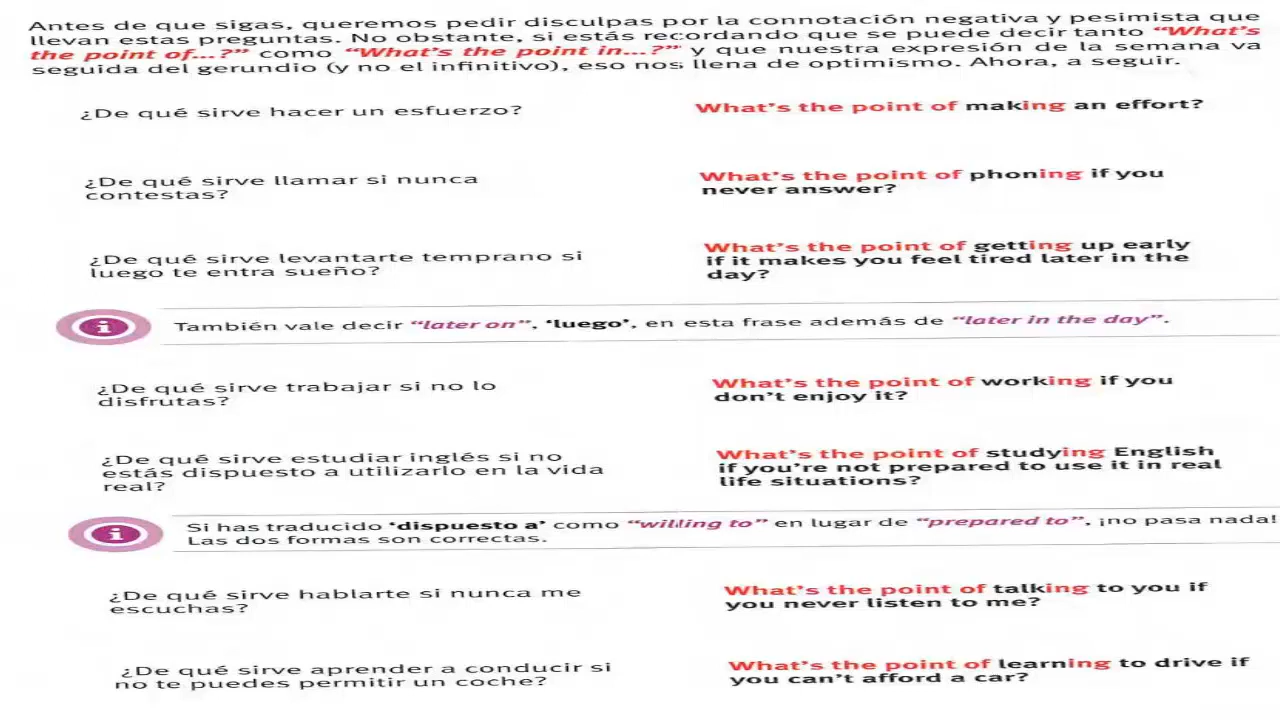 Antes de que sigas, queremos pedir disculpas por la connotación negativa y pesimista que
llevan estas preguntas. No obstante, si estás recordando que se puede decir tanto “What’s
the point of...?” como “What’s the point in...?” y que nuestra expresión de la semana va
seguida del gerundio (y no el infinitivo), eso nos llena de optimismo. Ahora, a seguir.
¿De qué sirve hacer un esfuerzo?
What’s the point of making an effort?
¿De qué sirve llamar si nunca
contestas?
What’s the point of phoning if you
never answer?
¿De qué sirve levantarte temprano si
luego te entra sueño?
What’s the point of getting up early
if it makes you feel tired later in the
day?
i
También vale decir “later on”, ‘luego’, en esta frase además de “later in the day”.
¿De qué sirve trabajar si no lo
disfrutas?
What’s the point of working if you
don’t enjoy it?
¿De qué sirve estudiar inglés si no
estás dispuesto a utilizarlo en la vida
real?
What’s the point of studying English
if you’re not prepared to use it in real
life situations?
i
Si has traducido ‘dispuesto a’ como “willing to” en lugar de “prepared to”, ¡no pasa nada!
Las dos formas son correctas.
¿De qué sirve hablarte si nunca me
escuchas?
What’s the point of talking to you if
you never listen to me?
¿De qué sirve aprender a conducir si
no te puedes permitir un coche?
What’s the point of learning to drive if
you can’t afford a car?